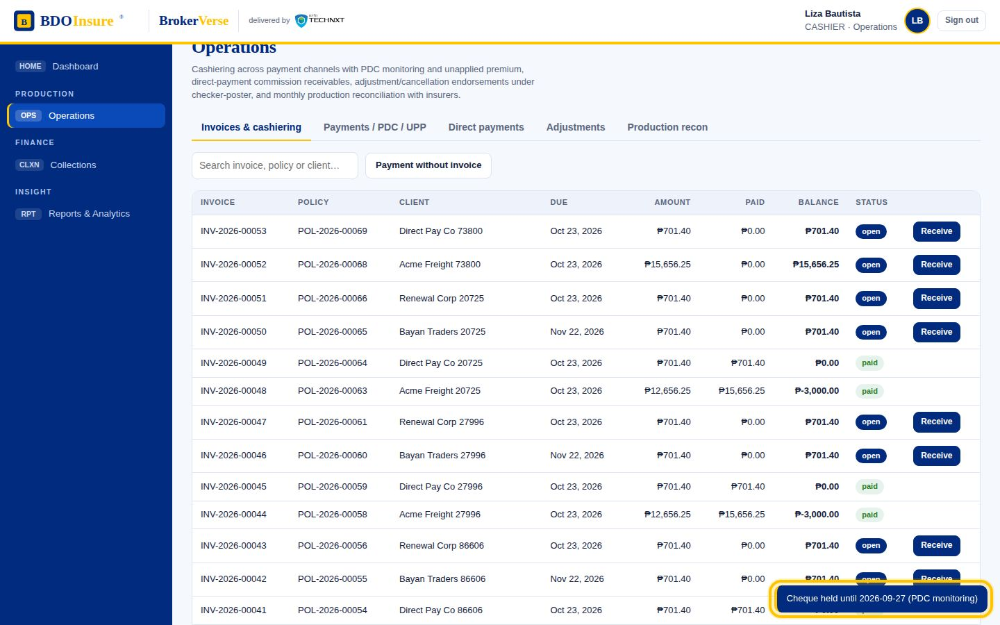 B BDOInsure ®
BrokerVerse
delivered by TECHNXT
Liza Bautista
CASHIER · Operations
LB
Sign out
HOME Dashboard
PRODUCTION
OPS Operations
FINANCE
CLXN Collections
INSIGHT
RPT Reports & Analytics
Operations
Cashiering across payment channels with PDC monitoring and unapplied premium,
direct-payment commission receivables, adjustment/cancellation endorsements under
checker-poster, and monthly production reconciliation with insurers.
Invoices & cashiering Payments / PDC / UPP Direct payments Adjustments Production recon
Search invoice, policy or client… Payment without invoice
INVOICE POLICY CLIENT DUE AMOUNT PAID BALANCE STATUS
INV-2026-00053 POL-2026-00069 Direct Pay Co 73800 Oct 23, 2026 ₱701.40 ₱0.00 ₱701.40 open Receive
INV-2026-00052 POL-2026-00068 Acme Freight 73800 Oct 23, 2026 ₱15,656.25 ₱0.00 ₱15,656.25 open Receive
INV-2026-00051 POL-2026-00066 Renewal Corp 20725 Oct 23, 2026 ₱701.40 ₱0.00 ₱701.40 open Receive
INV-2026-00050 POL-2026-00065 Bayan Traders 20725 Nov 22, 2026 ₱701.40 ₱0.00 ₱701.40 open Receive
INV-2026-00049 POL-2026-00064 Direct Pay Co 20725 Oct 23, 2026 ₱701.40 ₱701.40 ₱0.00 paid
INV-2026-00048 POL-2026-00063 Acme Freight 20725 Oct 23, 2026 ₱12,656.25 ₱15,656.25 ₱-3,000.00 paid
INV-2026-00047 POL-2026-00061 Renewal Corp 27996 Oct 23, 2026 ₱701.40 ₱0.00 ₱701.40 open Receive
INV-2026-00046 POL-2026-00060 Bayan Traders 27996 Nov 22, 2026 ₱701.40 ₱0.00 ₱701.40 open Receive
INV-2026-00045 POL-2026-00059 Direct Pay Co 27996 Oct 23, 2026 ₱701.40 ₱701.40 ₱0.00 paid
INV-2026-00044 POL-2026-00058 Acme Freight 27996 Oct 23, 2026 ₱12,656.25 ₱15,656.25 ₱-3,000.00 paid
INV-2026-00043 POL-2026-00056 Renewal Corp 86606 Oct 23, 2026 ₱701.40 ₱0.00 ₱701.40 open Receive
INV-2026-00042 POL-2026-00055 Bayan Traders 86606 Nov 22, 2026 ₱701.40 ₱0.00 ₱701.40 open Receive
INV-2026-00041 POL-2026-00054 Direct Pay Co 86606 Oct 23, 2026 ₱701.40 ₱701.40
Cheque held until 2026-09-27 (PDC monitoring)